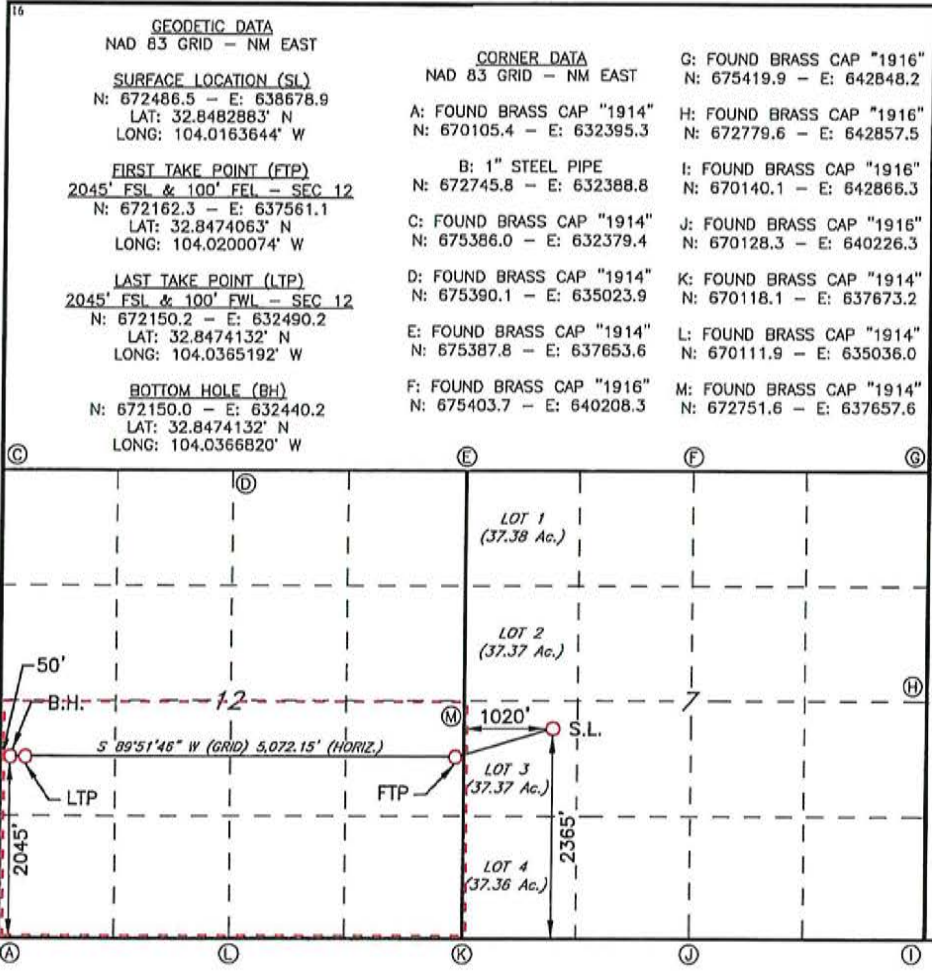 16
GEODETIC DATA
NAD 83 GRID – NM EAST
SURFACE LOCATION (SL)
N: 672486.5 – E: 638678.9
LAT: 32.8482883' N
LONG: 104.0163644' W
FIRST TAKE POINT (FTP)
2045' FSL & 100' FEL – SEC 12
N: 672162.3 – E: 637561.1
LAT: 32.8474063' N
LONG: 104.0200074' W
LAST TAKE POINT (LTP)
2045' FSL & 100' FWL – SEC 12
N: 672150.2 – E: 632490.2
LAT: 32.8474132' N
LONG: 104.0365192' W
BOTTOM HOLE (BH)
N: 672150.0 – E: 632440.2
LAT: 32.8474132' N
LONG: 104.0366820' W
CORNER DATA
NAD 83 GRID – NM EAST
A: FOUND BRASS CAP "1914"
N: 670105.4 – E: 632395.3
B: 1" STEEL PIPE
N: 672745.8 – E: 632388.8
C: FOUND BRASS CAP "1914"
N: 675386.0 – E: 632379.4
D: FOUND BRASS CAP "1914"
N: 675390.1 – E: 635023.9
E: FOUND BRASS CAP "1914"
N: 675387.8 – E: 637653.6
F: FOUND BRASS CAP "1916"
N: 675403.7 – E: 640208.3
G: FOUND BRASS CAP "1916"
N: 675419.9 – E: 642848.2
H: FOUND BRASS CAP "1916"
N: 672779.6 – E: 642857.5
I: FOUND BRASS CAP "1916"
N: 670140.1 – E: 642866.3
J: FOUND BRASS CAP "1916"
N: 670128.3 – E: 640226.3
K: FOUND BRASS CAP "1914"
N: 670118.1 – E: 637673.2
L: FOUND BRASS CAP "1914"
N: 670111.9 – E: 635036.0
M: FOUND BRASS CAP "1914"
N: 672751.6 – E: 637657.6
C
E
F
G
D
LOT 1
(37.38 Ac.)
LOT 2
(37.37 Ac.)
50'
B.H.
12
7
H
M
1020'
S.L.
S 89°51'46" W (GRID) 5,072.15' (HORIZ.)
LTP
FTP
LOT 3
(37.37 Ac.)
2045'
2365'
LOT 4
(37.36 Ac.)
A
L
K
J
I